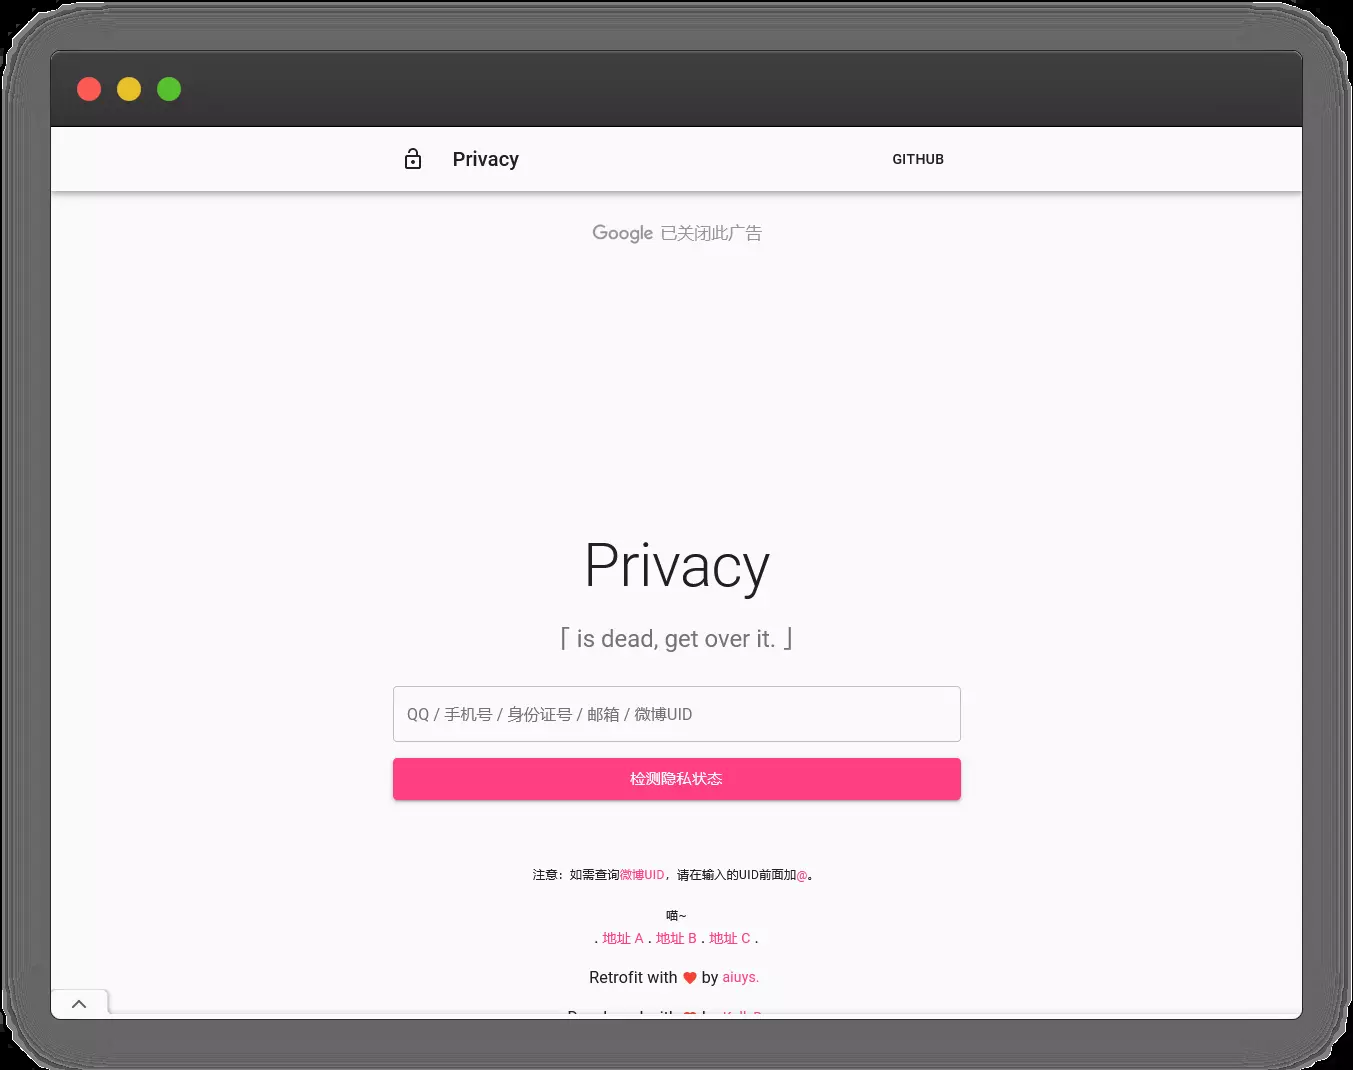 Privacy
GITHUB
Google 已关闭此广告
Privacy
「 is dead, get over it. 」
QQ / 手机号 / 身份证号 / 邮箱 / 微博UID
检测隐私状态
注意：如需查询微博UID，请在输入的UID前面加@。
喵~
. 地址 A . 地址 B . 地址 C .
Retrofit with ❤ by aiuys.